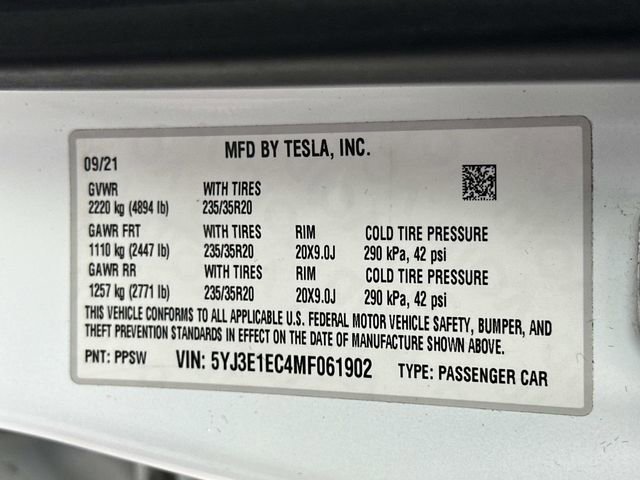 MFD BY TESLA, INC.
09/21
GVWR WITH TIRES
2220 kg (4894 lb) 235/35R20
GAWR FRT WITH TIRES RIM COLD TIRE PRESSURE
1110 kg (2447 lb) 235/35R20 20X9.0J 290 kPa, 42 psi
GAWR RR WITH TIRES RIM COLD TIRE PRESSURE
1257 kg (2771 lb) 235/35R20 20X9.0J 290 kPa, 42 psi
THIS VEHICLE CONFORMS TO ALL APPLICABLE U.S. FEDERAL MOTOR VEHICLE SAFETY, BUMPER, AND
THEFT PREVENTION STANDARDS IN EFFECT ON THE DATE OF MANUFACTURE SHOWN ABOVE.
PNT: PPSW VIN: 5YJ3E1EC4MF061902 TYPE: PASSENGER CAR